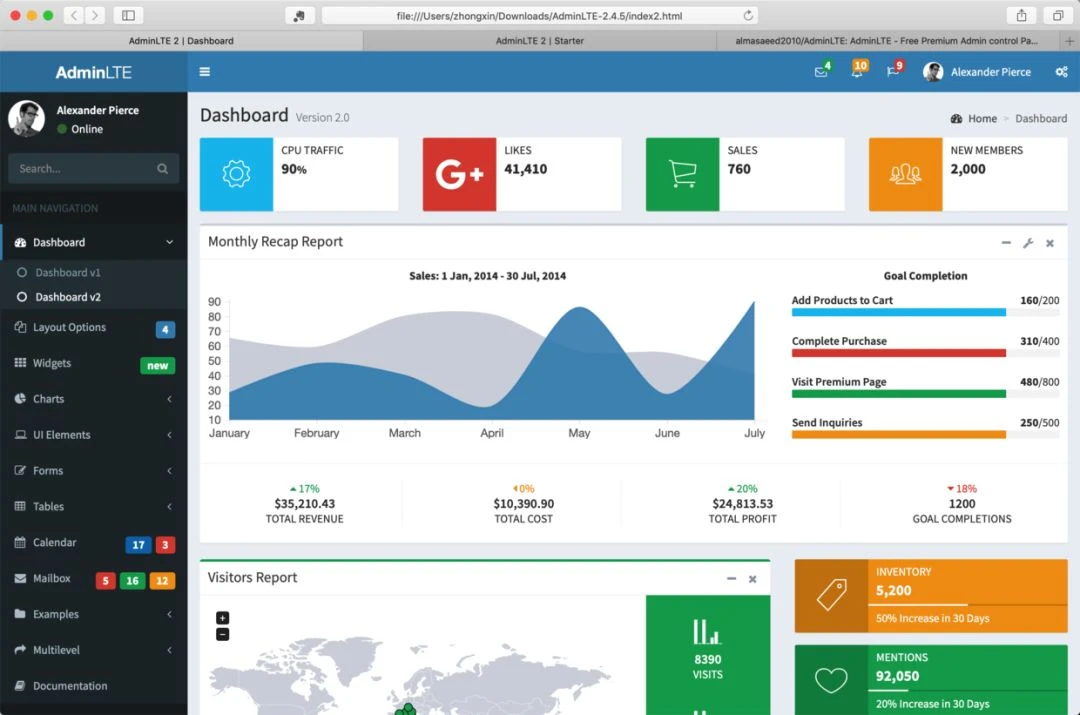 file:///Users/zhongxin/Downloads/AdminLTE-2.4.5/index2.html
AdminLTE 2 | Dashboard
AdminLTE 2 | Starter
almasaeed2010/AdminLTE: AdminLTE - Free Premium Admin control Pa...
AdminLTE
4
10
9
Alexander Pierce
Alexander Pierce
Online
Search...
MAIN NAVIGATION
Dashboard
Dashboard v1
Dashboard v2
Layout Options 4
Widgets new
Charts
UI Elements
Forms
Tables
Calendar 17 3
Mailbox 5 16 12
Examples
Multilevel
Documentation
Dashboard Version 2.0
Home > Dashboard
CPU TRAFFIC
90%
G+
LIKES
41,410
SALES
760
NEW MEMBERS
2,000
Monthly Recap Report
Sales: 1 Jan, 2014 - 30 Jul, 2014
90
80
70
60
50
40
30
20
10
January February March April May June July
Goal Completion
Add Products to Cart 160/200
Complete Purchase 310/400
Visit Premium Page 480/800
Send Inquiries 250/500
17%
$35,210.43
TOTAL REVENUE
0%
$10,390.90
TOTAL COST
20%
$24,813.53
TOTAL PROFIT
18%
1200
GOAL COMPLETIONS
Visitors Report
+
−
8390
VISITS
INVENTORY
5,200
50% Increase in 30 Days
MENTIONS
92,050
20% Increase in 30 Days